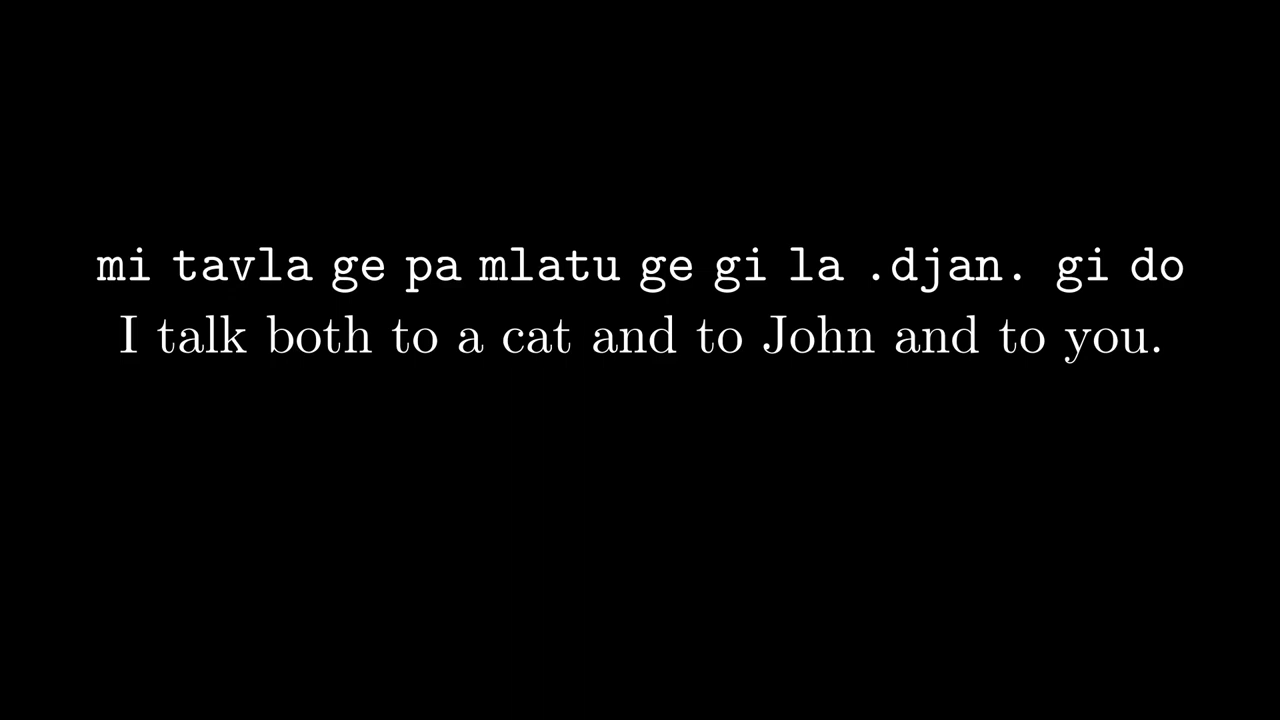 mi tavla ge pa mlatu ge gi la .djan. gi do
I talk both to a cat and to John and to you.